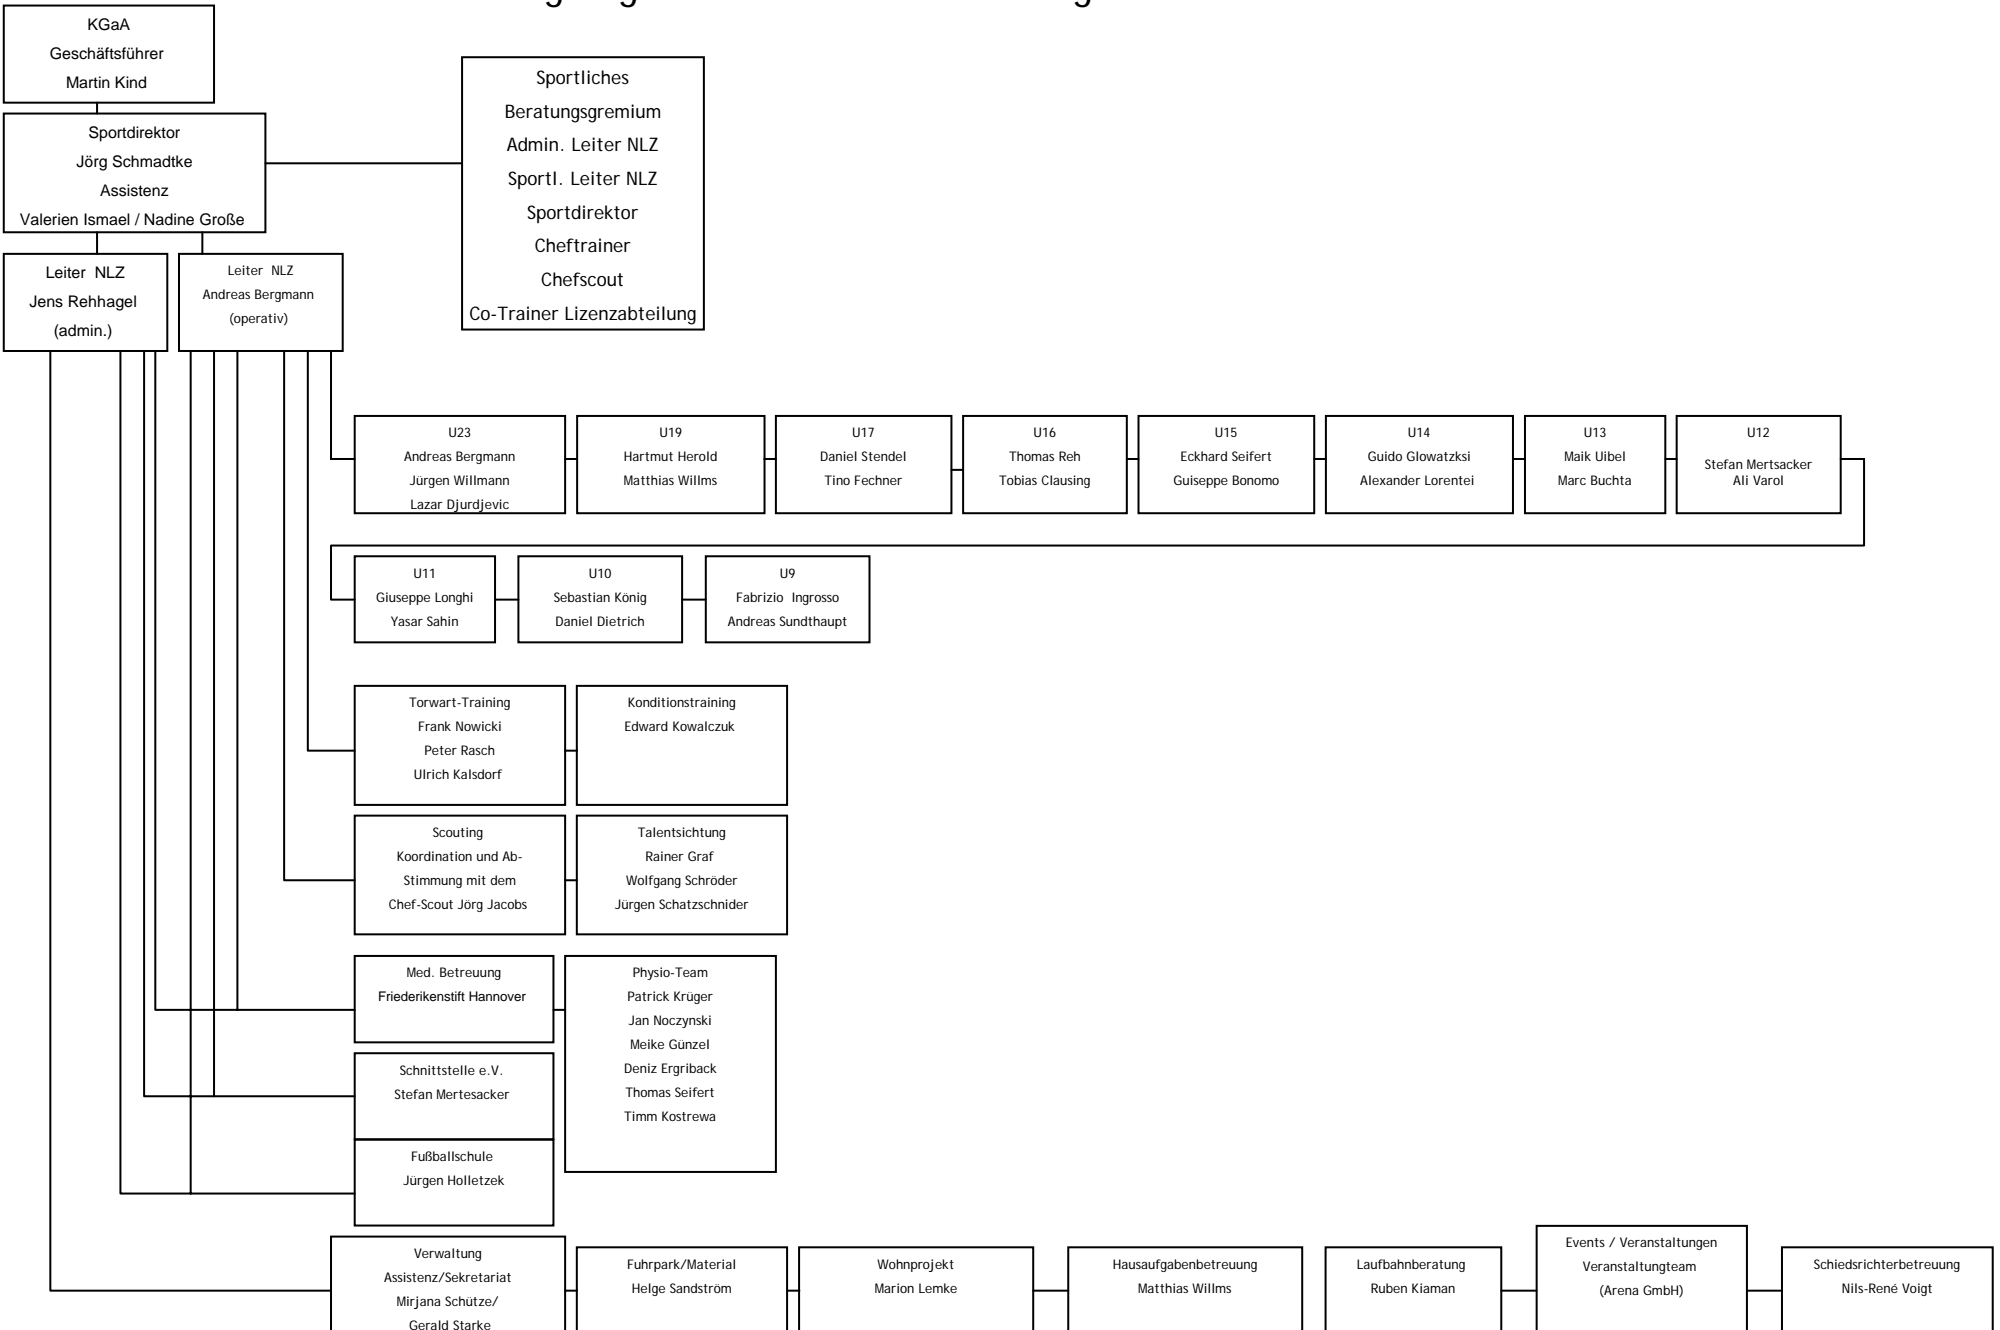 KGaA
Geschäftsführer
Martin Kind
Sportdirektor
Jörg Schmadtke
Assistenz
Valerien Ismael / Nadine Große
Sportliches
Beratungsgremium
Admin. Leiter NLZ
Sportl. Leiter NLZ
Sportdirektor
Cheftrainer
Chefscout
Co-Trainer Lizenzabteilung
Leiter NLZ
Jens Rehhagel
(admin.)
Leiter NLZ
Andreas Bergmann
(operativ)
U23
Andreas Bergmann
Jürgen Willmann
Lazar Djurdjevic
U19
Hartmut Herold
Matthias Willms
U17
Daniel Stendel
Tino Fechner
U16
Thomas Reh
Tobias Clausing
U15
Eckhard Seifert
Guiseppe Bonomo
U14
Guido Glowatzksi
Alexander Lorentei
U13
Maik Uibel
Marc Buchta
U12
Stefan Mertsacker
Ali Varol
U11
Giuseppe Longhi
Yasar Sahin
U10
Sebastian König
Daniel Dietrich
U9
Fabrizio Ingrosso
Andreas Sundthaupt
Torwart-Training
Frank Nowicki
Peter Rasch
Ulrich Kalsdorf
Konditionstraining
Edward Kowalczuk
Scouting
Koordination und Ab-
Stimmung mit dem
Chef-Scout Jörg Jacobs
Talentsichtung
Rainer Graf
Wolfgang Schröder
Jürgen Schatzschnider
Med. Betreuung
Friederikenstift Hannover
Physio-Team
Patrick Krüger
Jan Noczynski
Meike Günzel
Deniz Ergriback
Thomas Seifert
Timm Kostrewa
Schnittstelle e.V.
Stefan Mertesacker
Fußballschule
Jürgen Holletzek
Verwaltung
Assistenz/Sekretariat
Mirjana Schütze/
Gerald Starke
Fuhrpark/Material
Helge Sandström
Wohnprojekt
Marion Lemke
Hausaufgabenbetreuung
Matthias Willms
Laufbahnberatung
Ruben Kiaman
Events / Veranstaltungen
Veranstaltungteam
(Arena GmbH)
Schiedsrichterbetreuung
Nils-René Voigt